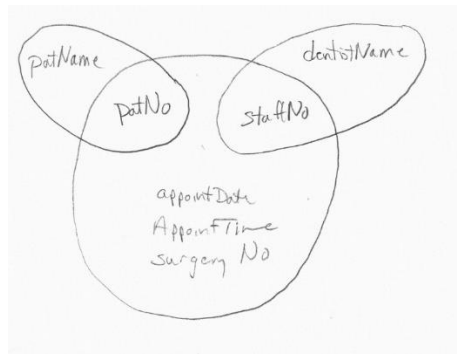 patName
dentistName
patNo
staffNo
appointDate
AppointTime
surgery No